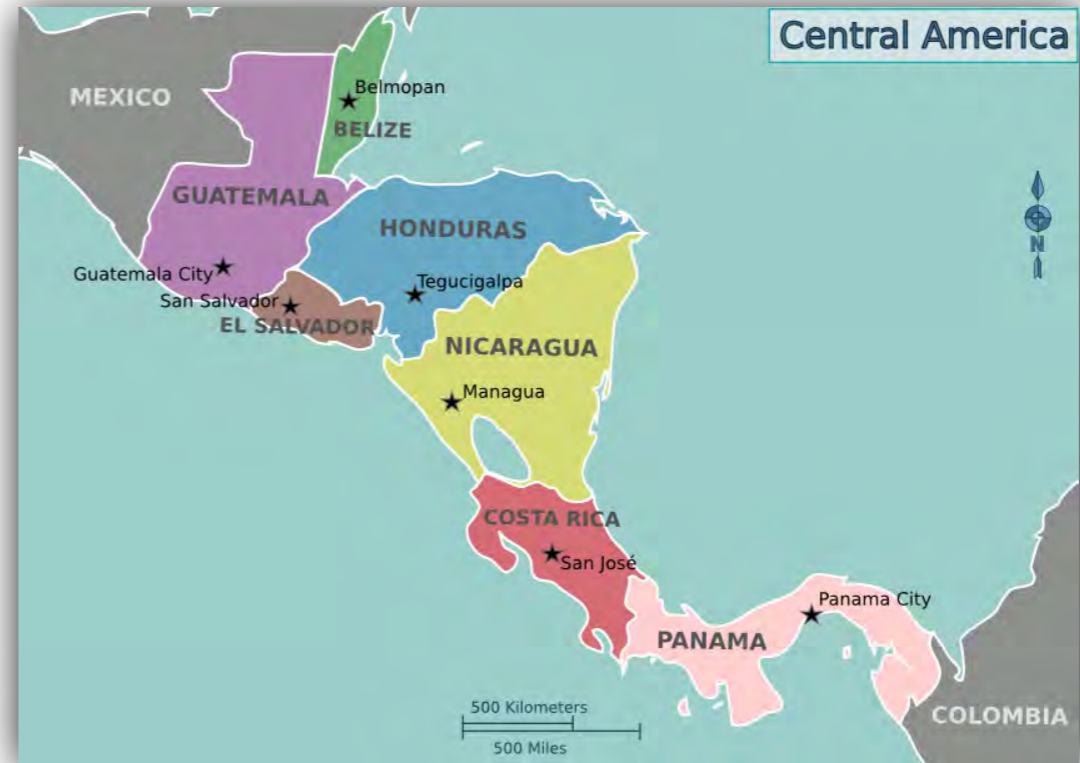 Central America
Belmopan
MEXICO
BELIZE
GUATEMALA
HONDURAS
N
Guatemala City
Tegucigalpa
San Salvador
EL SALVADOR
NICARAGUA
Managua
COSTA RICA
San José
Panama City
PANAMA
500 Kilometers
COLOMBIA
500 Miles